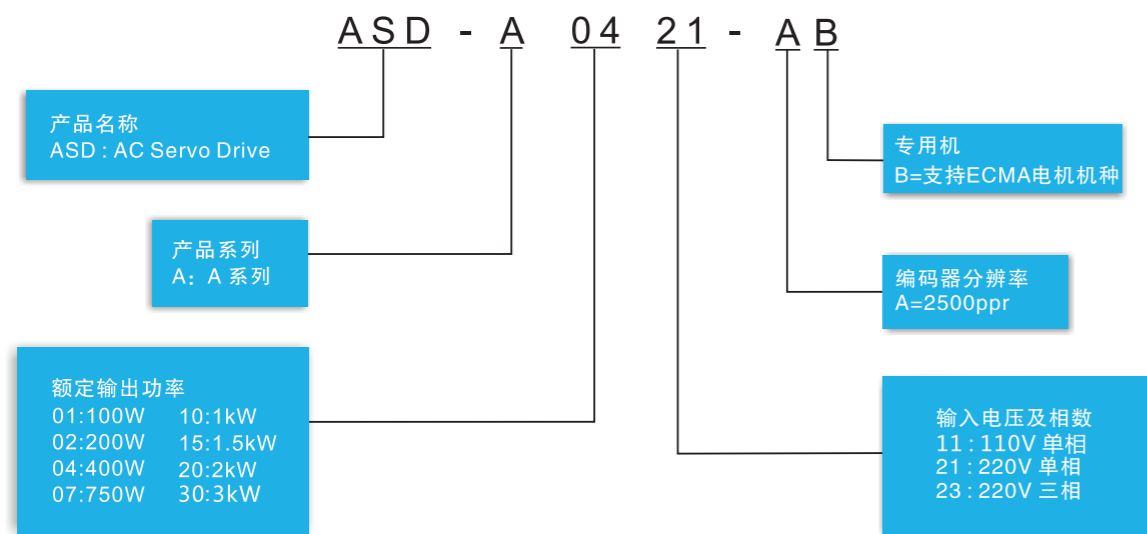 ASD - A 04 21 - AB
产品名称
ASD : AC Servo Drive
专用机
B=支持ECMA电机机种
产品系列
A：A 系列
编码器分辨率
A=2500ppr
额定输出功率
01:100W 10:1kW
02:200W 15:1.5kW
04:400W 20:2kW
07:750W 30:3kW
输入电压及相数
11 : 110V 单相
21 : 220V 单相
23 : 220V 三相